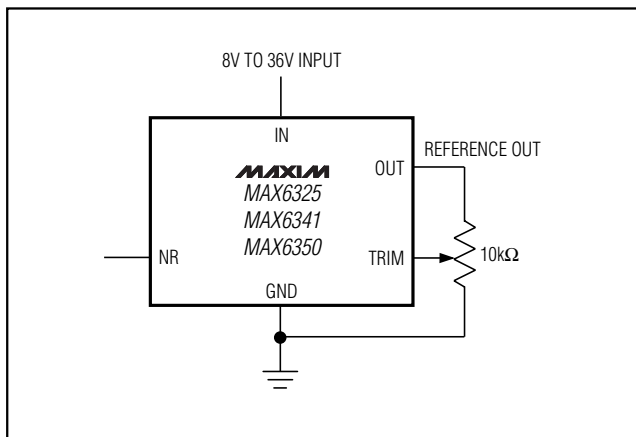 8V TO 36V INPUT
IN
MAXIM
MAX6325
MAX6341
MAX6350
OUT
REFERENCE OUT
NR
TRIM
10kΩ
GND